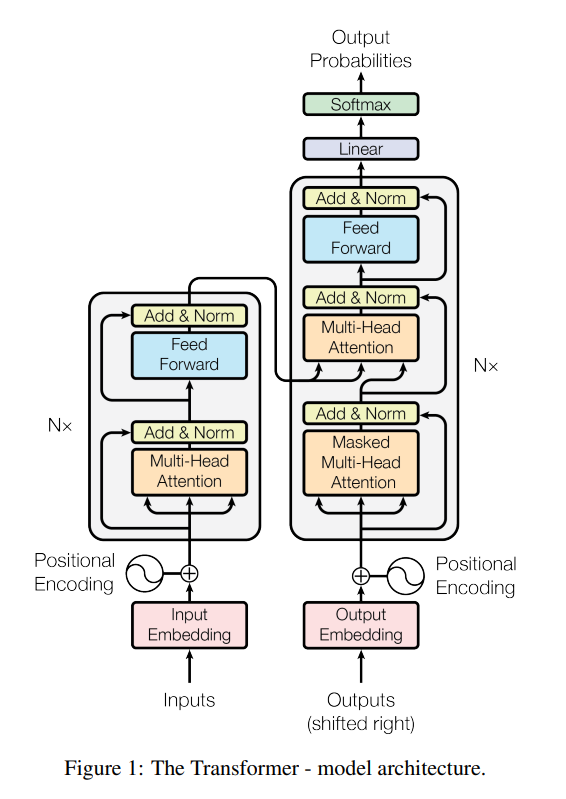 Output
Probabilities
Softmax
Linear
Add & Norm
Feed
Forward
Add & Norm
Multi-Head
Attention
Add & Norm
Masked
Multi-Head
Attention
Nx
Add & Norm
Feed
Forward
Add & Norm
Multi-Head
Attention
Nx
Positional
Encoding
Positional
Encoding
Input
Embedding
Output
Embedding
Inputs
Outputs
(shifted right)
Figure 1: The Transformer - model architecture.